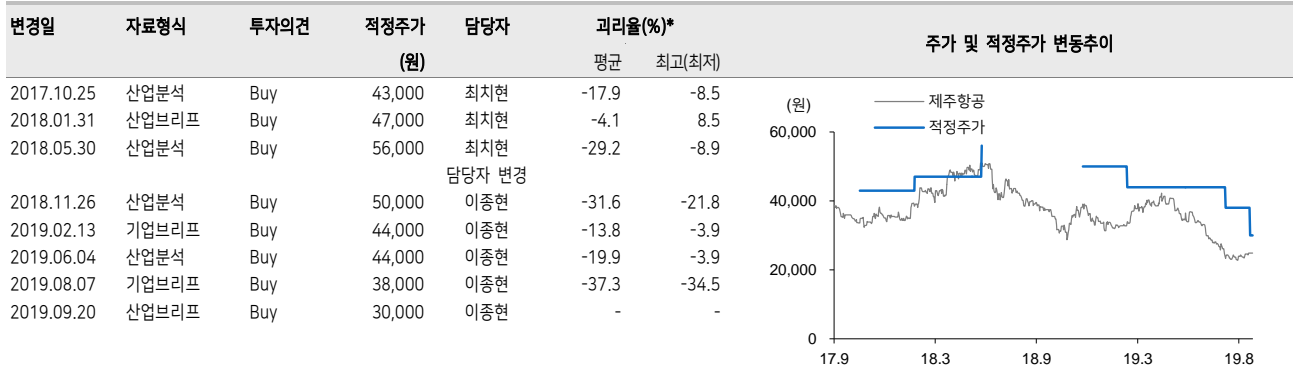 변경일 자료형식 투자의견 적정주가 담당자 괴리율(%)* 주가 및 적정주가 변동추이
(원) 평균 최고(최저)
2017.10.25 산업분석 Buy 43,000 최치현 -17.9 -8.5
2018.01.31 산업브리프 Buy 47,000 최치현 -4.1 8.5
2018.05.30 산업분석 Buy 56,000 최치현 -29.2 -8.9
담당자 변경
2018.11.26 산업분석 Buy 50,000 이종현 -31.6 -21.8
2019.02.13 기업브리프 Buy 44,000 이종현 -13.8 -3.9
2019.06.04 산업분석 Buy 44,000 이종현 -19.9 -3.9
2019.08.07 기업브리프 Buy 38,000 이종현 -37.3 -34.5
2019.09.20 산업브리프 Buy 30,000 이종현 - -
(원)
제주항공
적정주가
60,000
40,000
20,000
0
17.9 18.3 18.9 19.3 19.8